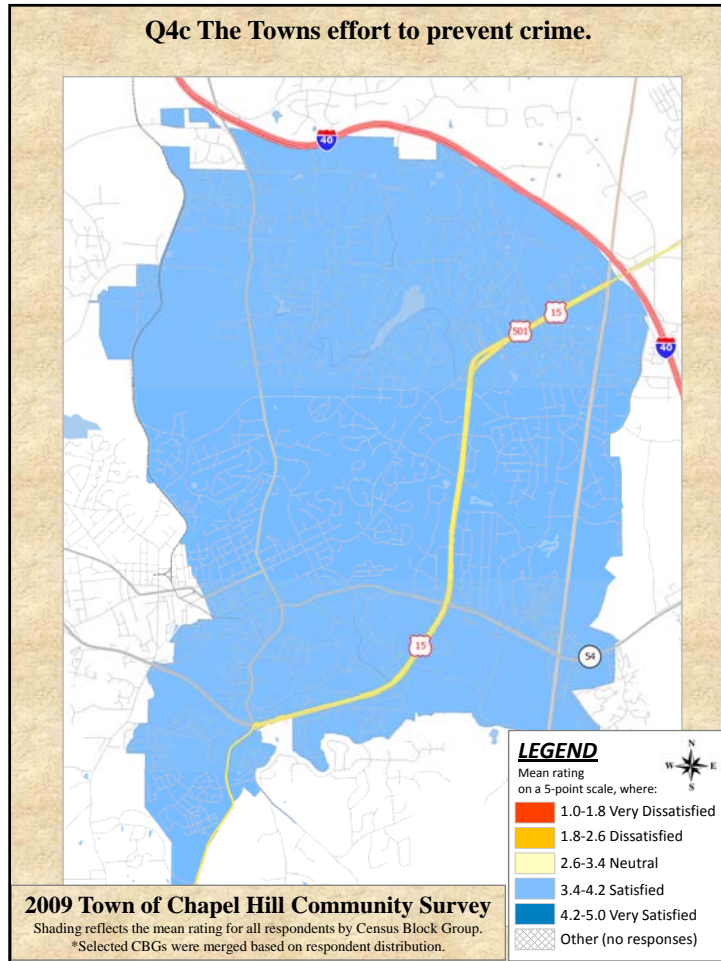 Q4c The Towns effort to prevent crime.
40
15
501
40
15
54
LEGEND
Mean rating
on a 5-point scale, where:
N
W E
S
1.0-1.8 Very Dissatisfied
1.8-2.6 Dissatisfied
2.6-3.4 Neutral
3.4-4.2 Satisfied
4.2-5.0 Very Satisfied
Other (no responses)
2009 Town of Chapel Hill Community Survey
Shading reflects the mean rating for all respondents by Census Block Group.
*Selected CBGs were merged based on respondent distribution.